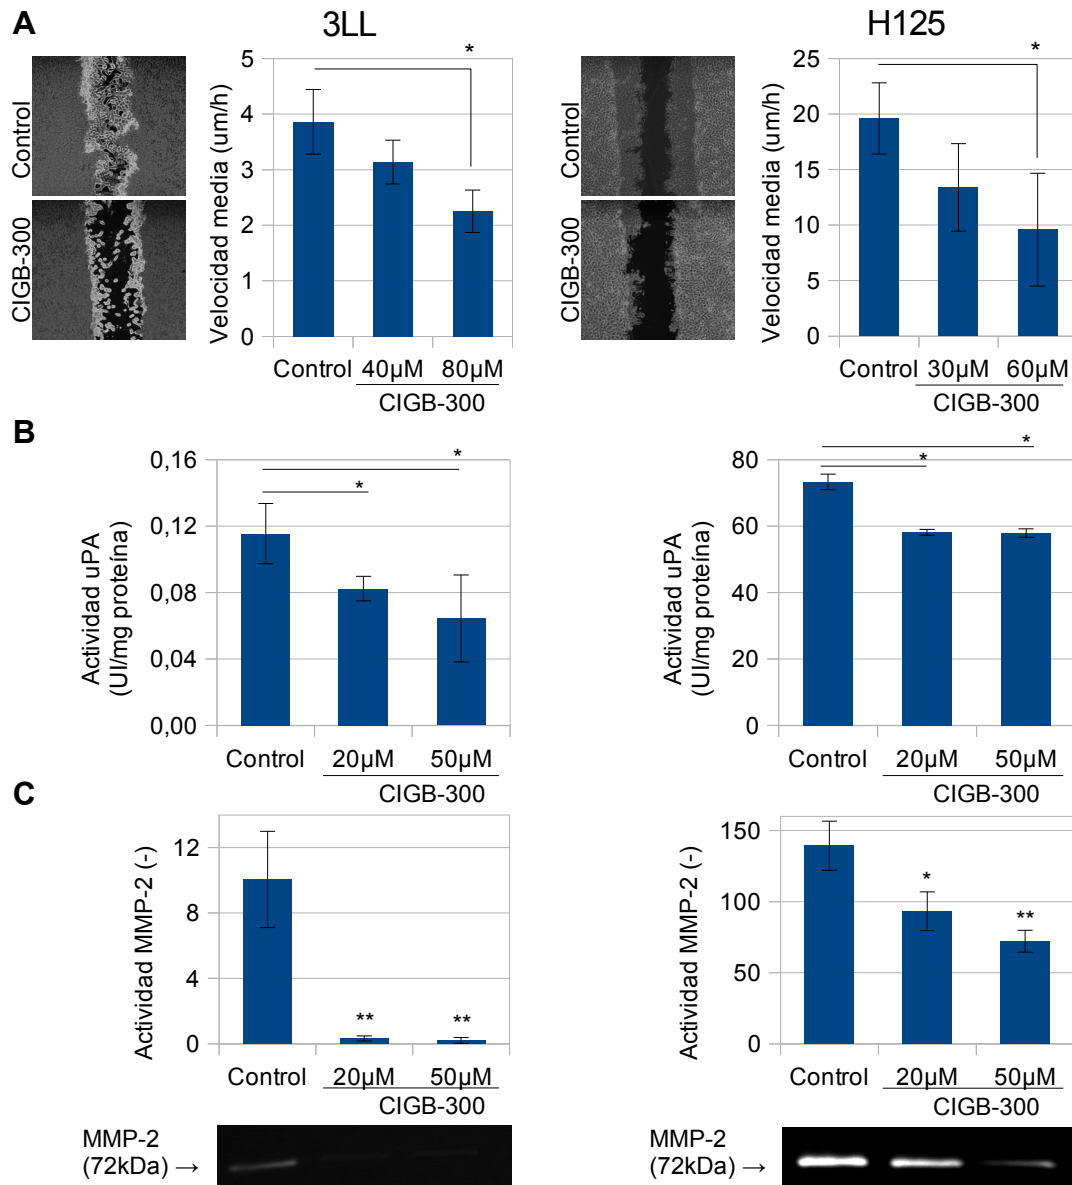 A
3LL
H125
Control
CIGB-300
Velocidad media (um/h)
5
4
3
2
1
0
*
Control 40µM 80µM
CIGB-300
Control
CIGB-300
Velocidad media (um/h)
25
20
15
10
5
0
*
Control 30µM 60µM
CIGB-300
B
Actividad uPA
(UI/mg proteína)
0,16
0,12
0,08
0,04
0,00
*
*
Control 20µM 50µM
CIGB-300
Actividad uPA
(UI/mg proteína)
80
60
40
20
0
*
*
Control 20µM 50µM
CIGB-300
C
Actividad MMP-2 (-)
12
8
4
0
** **
Control 20µM 50µM
CIGB-300
MMP-2
(72kDa) →
Actividad MMP-2 (-)
150
100
50
0
*
**
Control 20µM 50µM
CIGB-300
MMP-2
(72kDa) →